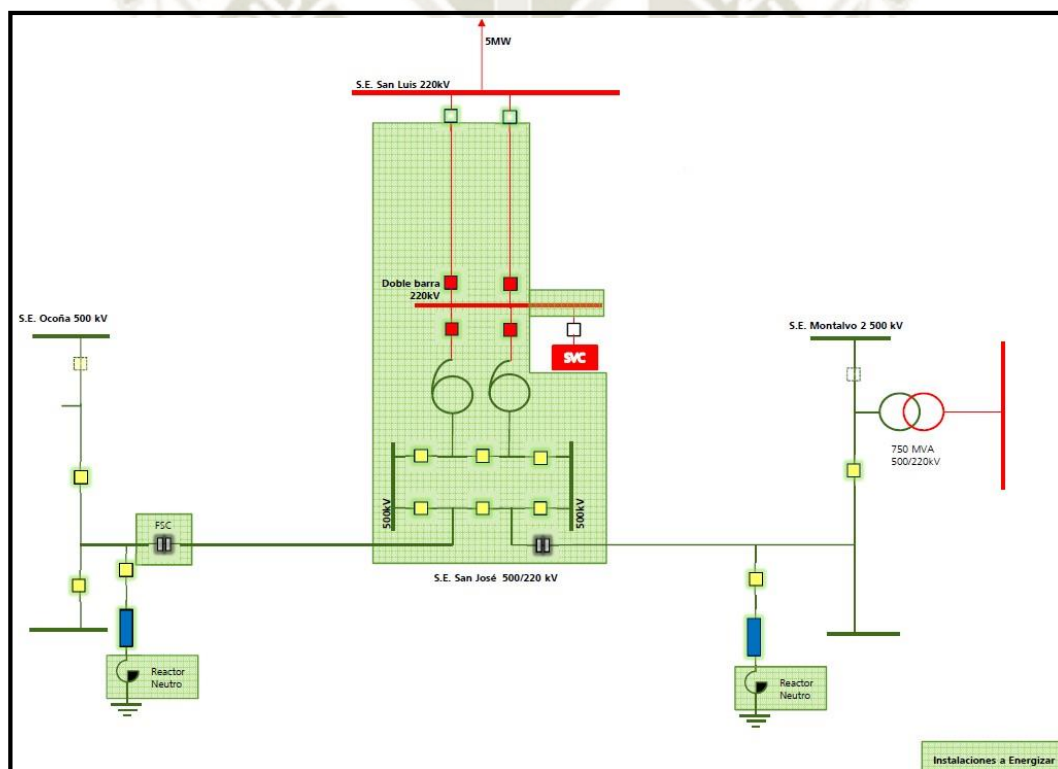 5MW
S.E. San Luis 220kV
Doble barra
220kV
S.E. Ocoña 500 kV
SVC
S.E. Montalvo 2 500 kV
750 MVA
500/220kV
500kV
500kV
FSC
S.E. San José 500/220 kV
Reactor
Neutro
Reactor
Neutro
Instalaciones a Energizar